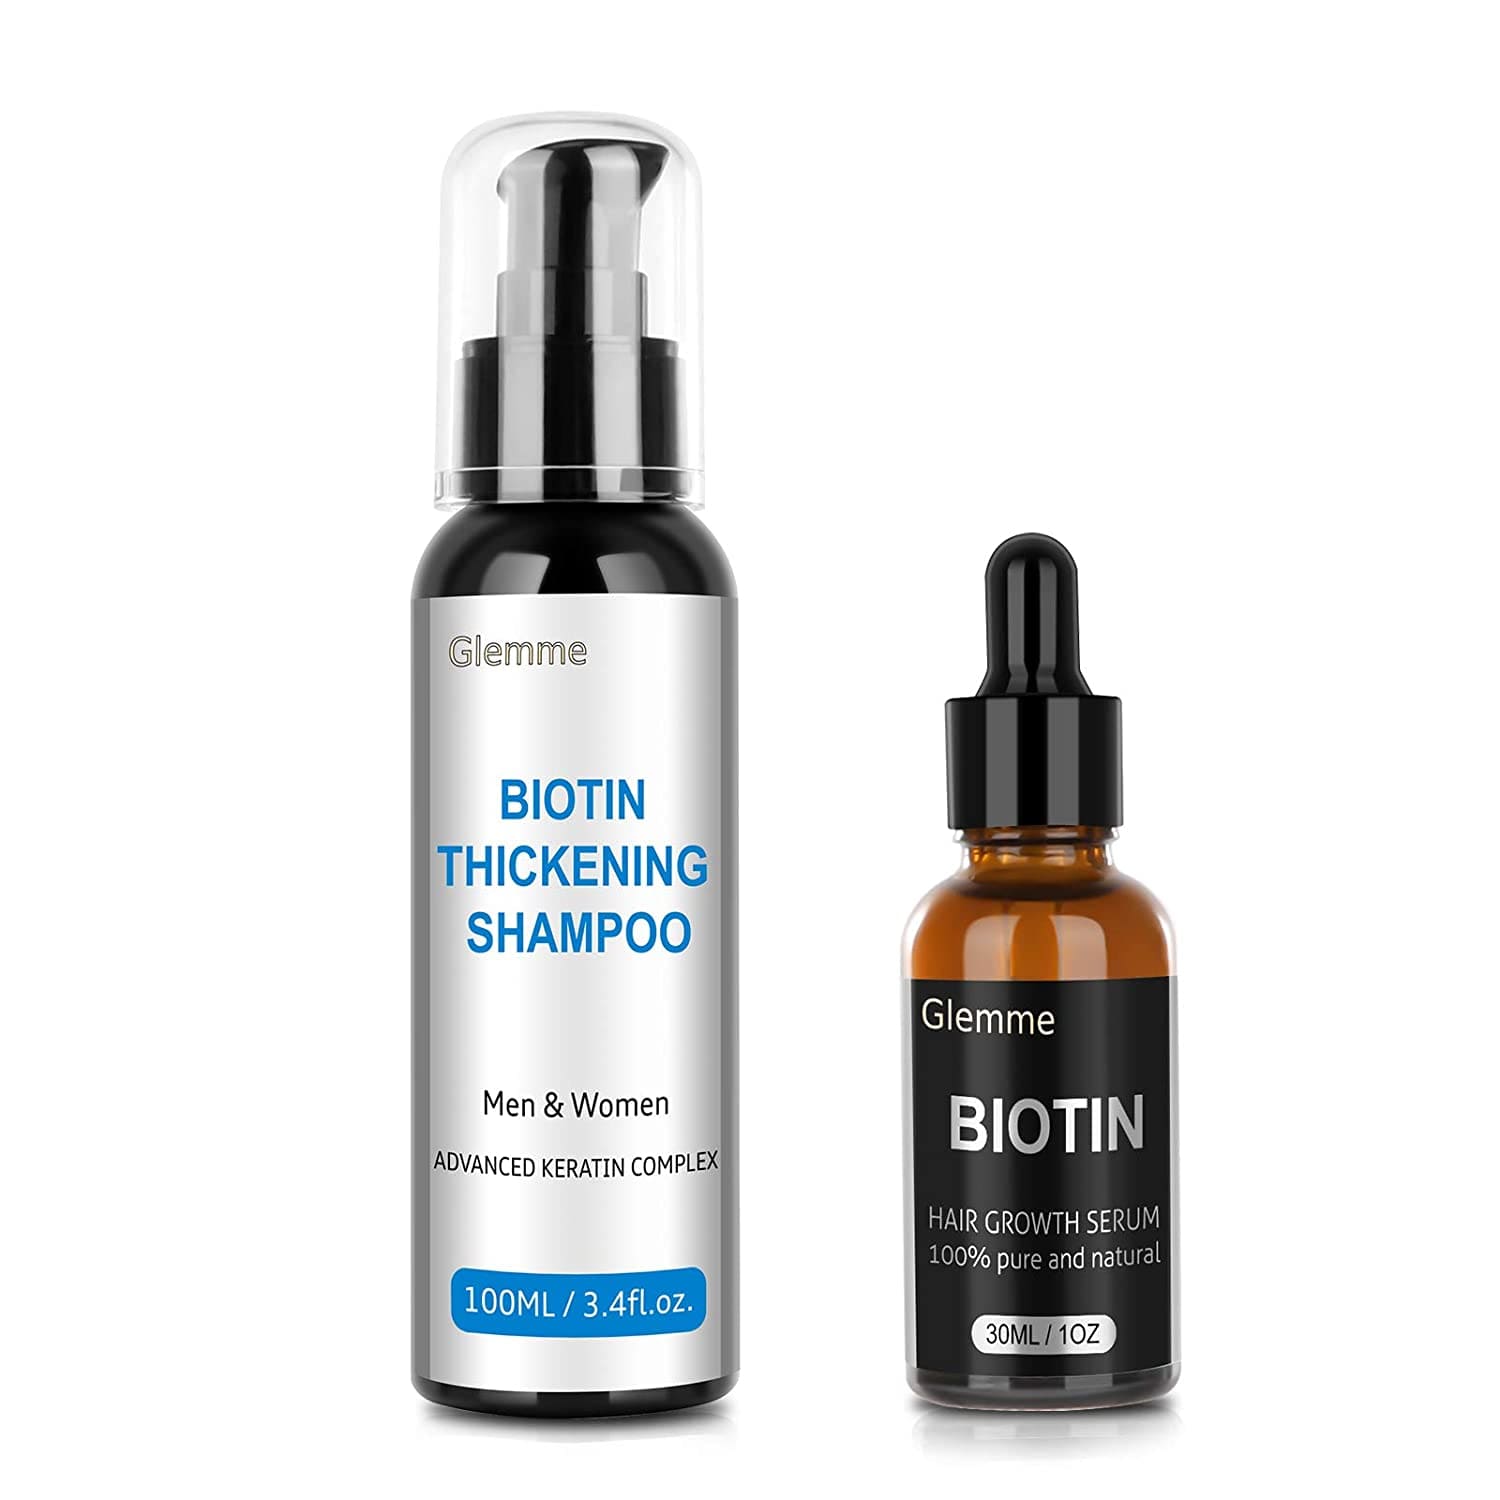 Glemme
BIOTIN
THICKENING
SHAMPOO
Men & Women
ADVANCED KERATIN COMPLEX
100ML / 3.4fl.oz.
Glemme
BIOTIN
HAIR GROWTH SERUM
100% pure and natural
30ML / 1OZ